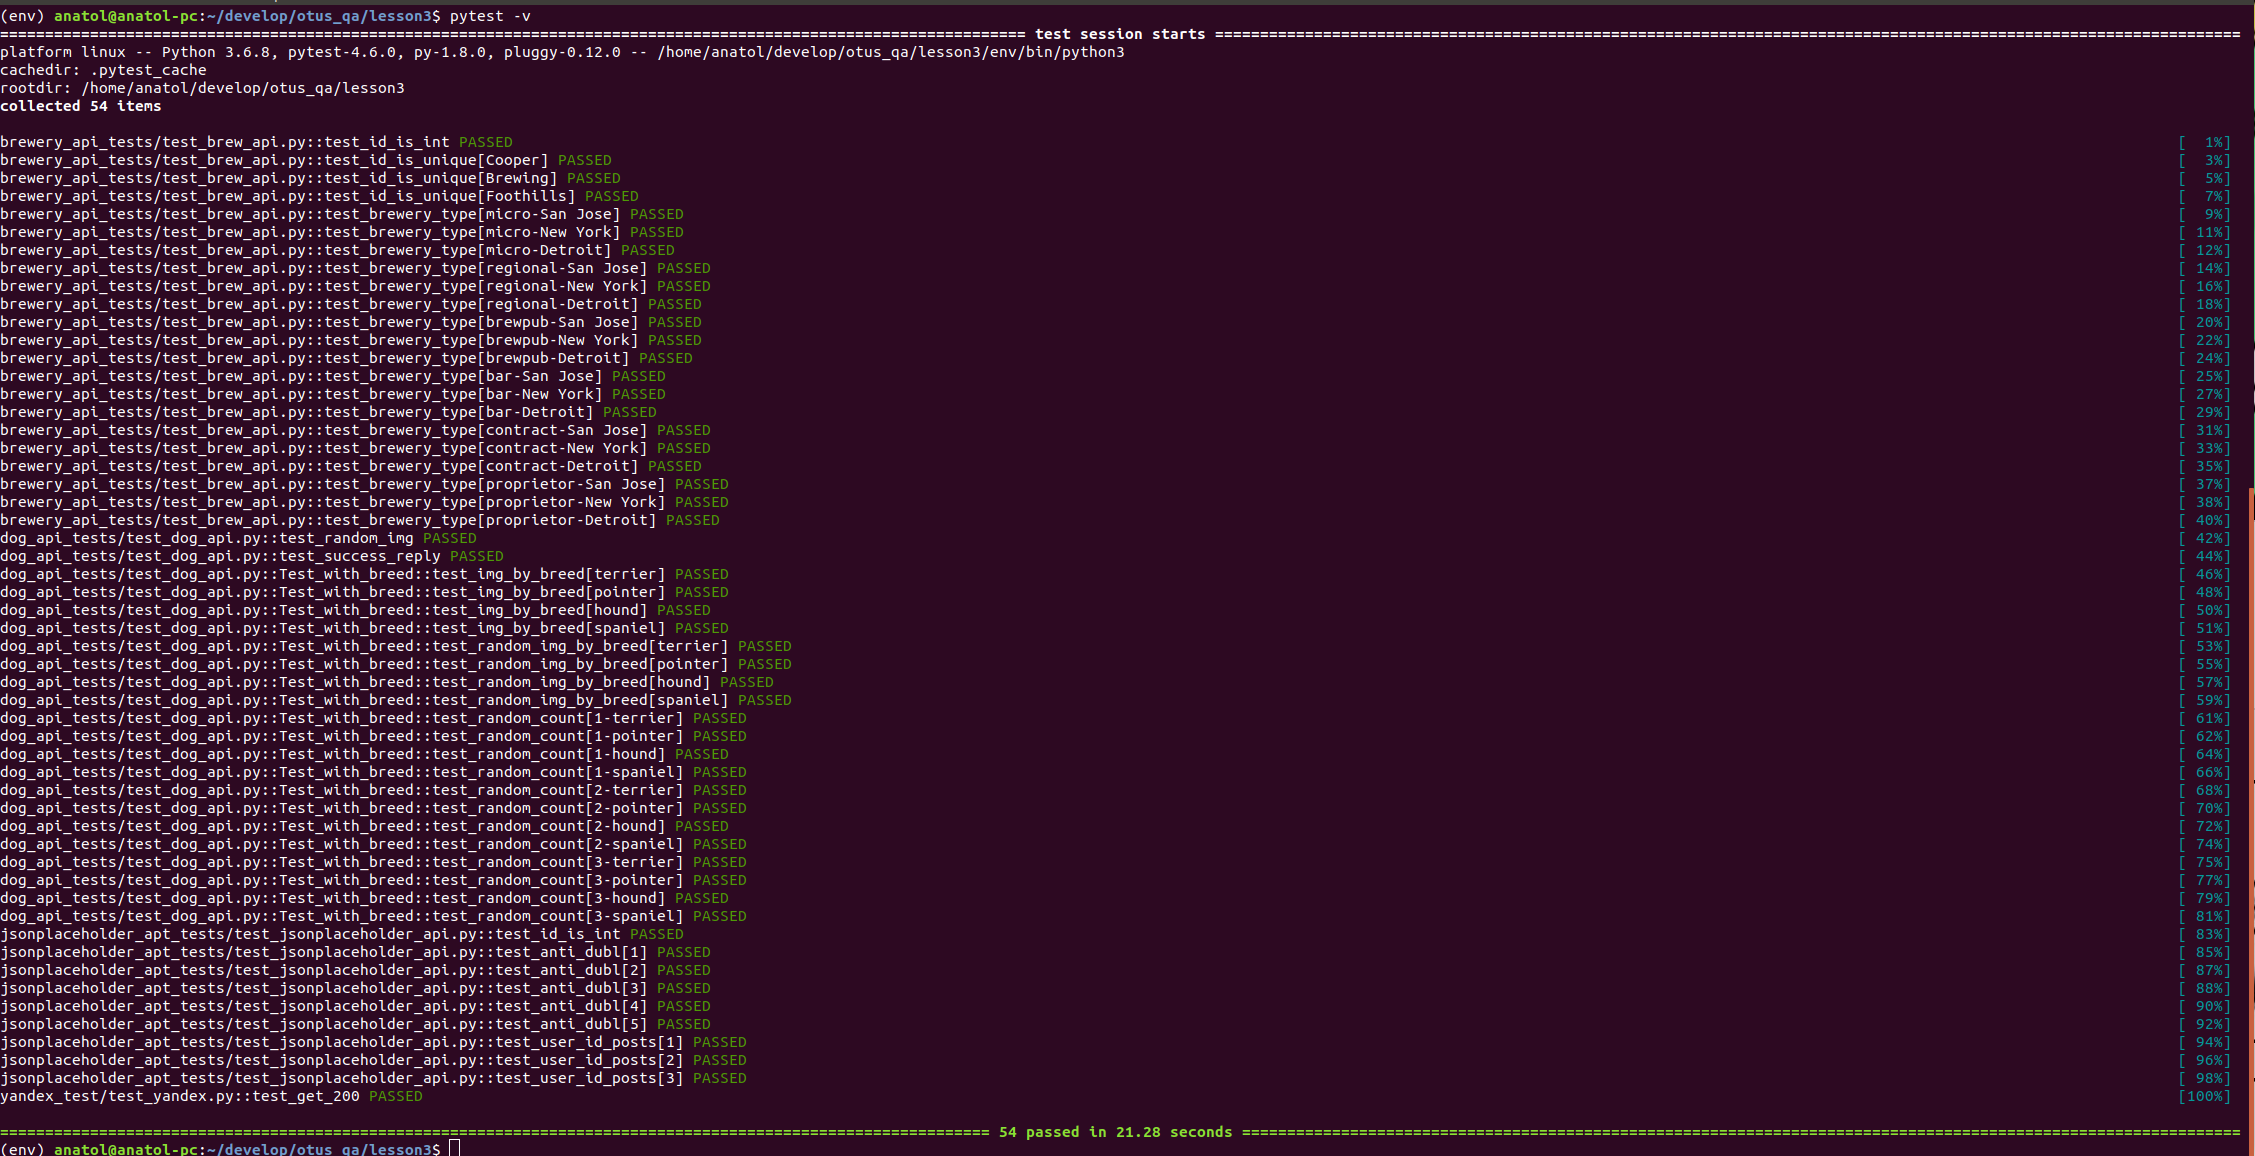 (env) anatol@anatol-pc:~/develop/otus_qa/lesson3$ pytest -v
================================================================================================================== test session starts ==================================================================================================================
platform linux -- Python 3.6.8, pytest-4.6.0, py-1.8.0, pluggy-0.12.0 -- /home/anatol/develop/otus_qa/lesson3/env/bin/python3
cachedir: .pytest_cache
rootdir: /home/anatol/develop/otus_qa/lesson3
collected 54 items
brewery_api_tests/test_brew_api.py::test_id_is_int PASSED [  1%]
brewery_api_tests/test_brew_api.py::test_id_is_unique[Cooper] PASSED [  3%]
brewery_api_tests/test_brew_api.py::test_id_is_unique[Brewing] PASSED [  5%]
brewery_api_tests/test_brew_api.py::test_id_is_unique[Foothills] PASSED [  7%]
brewery_api_tests/test_brew_api.py::test_brewery_type[micro-San Jose] PASSED [  9%]
brewery_api_tests/test_brew_api.py::test_brewery_type[micro-New York] PASSED [ 11%]
brewery_api_tests/test_brew_api.py::test_brewery_type[micro-Detroit] PASSED [ 12%]
brewery_api_tests/test_brew_api.py::test_brewery_type[regional-San Jose] PASSED [ 14%]
brewery_api_tests/test_brew_api.py::test_brewery_type[regional-New York] PASSED [ 16%]
brewery_api_tests/test_brew_api.py::test_brewery_type[regional-Detroit] PASSED [ 18%]
brewery_api_tests/test_brew_api.py::test_brewery_type[brewpub-San Jose] PASSED [ 20%]
brewery_api_tests/test_brew_api.py::test_brewery_type[brewpub-New York] PASSED [ 22%]
brewery_api_tests/test_brew_api.py::test_brewery_type[brewpub-Detroit] PASSED [ 24%]
brewery_api_tests/test_brew_api.py::test_brewery_type[bar-San Jose] PASSED [ 25%]
brewery_api_tests/test_brew_api.py::test_brewery_type[bar-New York] PASSED [ 27%]
brewery_api_tests/test_brew_api.py::test_brewery_type[bar-Detroit] PASSED [ 29%]
brewery_api_tests/test_brew_api.py::test_brewery_type[contract-San Jose] PASSED [ 31%]
brewery_api_tests/test_brew_api.py::test_brewery_type[contract-New York] PASSED [ 33%]
brewery_api_tests/test_brew_api.py::test_brewery_type[contract-Detroit] PASSED [ 35%]
brewery_api_tests/test_brew_api.py::test_brewery_type[proprietor-San Jose] PASSED [ 37%]
brewery_api_tests/test_brew_api.py::test_brewery_type[proprietor-New York] PASSED [ 38%]
brewery_api_tests/test_brew_api.py::test_brewery_type[proprietor-Detroit] PASSED [ 40%]
dog_api_tests/test_dog_api.py::test_random_img PASSED [ 42%]
dog_api_tests/test_dog_api.py::test_success_reply PASSED [ 44%]
dog_api_tests/test_dog_api.py::Test_with_breed::test_img_by_breed[terrier] PASSED [ 46%]
dog_api_tests/test_dog_api.py::Test_with_breed::test_img_by_breed[pointer] PASSED [ 48%]
dog_api_tests/test_dog_api.py::Test_with_breed::test_img_by_breed[hound] PASSED [ 50%]
dog_api_tests/test_dog_api.py::Test_with_breed::test_img_by_breed[spaniel] PASSED [ 51%]
dog_api_tests/test_dog_api.py::Test_with_breed::test_random_img_by_breed[terrier] PASSED [ 53%]
dog_api_tests/test_dog_api.py::Test_with_breed::test_random_img_by_breed[pointer] PASSED [ 55%]
dog_api_tests/test_dog_api.py::Test_with_breed::test_random_img_by_breed[hound] PASSED [ 57%]
dog_api_tests/test_dog_api.py::Test_with_breed::test_random_img_by_breed[spaniel] PASSED [ 59%]
dog_api_tests/test_dog_api.py::Test_with_breed::test_random_count[1-terrier] PASSED [ 61%]
dog_api_tests/test_dog_api.py::Test_with_breed::test_random_count[1-pointer] PASSED [ 62%]
dog_api_tests/test_dog_api.py::Test_with_breed::test_random_count[1-hound] PASSED [ 64%]
dog_api_tests/test_dog_api.py::Test_with_breed::test_random_count[1-spaniel] PASSED [ 66%]
dog_api_tests/test_dog_api.py::Test_with_breed::test_random_count[2-terrier] PASSED [ 68%]
dog_api_tests/test_dog_api.py::Test_with_breed::test_random_count[2-pointer] PASSED [ 70%]
dog_api_tests/test_dog_api.py::Test_with_breed::test_random_count[2-hound] PASSED [ 72%]
dog_api_tests/test_dog_api.py::Test_with_breed::test_random_count[2-spaniel] PASSED [ 74%]
dog_api_tests/test_dog_api.py::Test_with_breed::test_random_count[3-terrier] PASSED [ 75%]
dog_api_tests/test_dog_api.py::Test_with_breed::test_random_count[3-pointer] PASSED [ 77%]
dog_api_tests/test_dog_api.py::Test_with_breed::test_random_count[3-hound] PASSED [ 79%]
dog_api_tests/test_dog_api.py::Test_with_breed::test_random_count[3-spaniel] PASSED [ 81%]
jsonplaceholder_apt_tests/test_jsonplaceholder_api.py::test_id_is_int PASSED [ 83%]
jsonplaceholder_apt_tests/test_jsonplaceholder_api.py::test_anti_dubl[1] PASSED [ 85%]
jsonplaceholder_apt_tests/test_jsonplaceholder_api.py::test_anti_dubl[2] PASSED [ 87%]
jsonplaceholder_apt_tests/test_jsonplaceholder_api.py::test_anti_dubl[3] PASSED [ 88%]
jsonplaceholder_apt_tests/test_jsonplaceholder_api.py::test_anti_dubl[4] PASSED [ 90%]
jsonplaceholder_apt_tests/test_jsonplaceholder_api.py::test_anti_dubl[5] PASSED [ 92%]
jsonplaceholder_apt_tests/test_jsonplaceholder_api.py::test_user_id_posts[1] PASSED [ 94%]
jsonplaceholder_apt_tests/test_jsonplaceholder_api.py::test_user_id_posts[2] PASSED [ 96%]
jsonplaceholder_apt_tests/test_jsonplaceholder_api.py::test_user_id_posts[3] PASSED [ 98%]
yandex_test/test_yandex.py::test_get_200 PASSED [100%]
============================================================================================================== 54 passed in 21.28 seconds ===============================================================================================================
(env) anatol@anatol-pc:~/develop/otus_qa/lesson3$